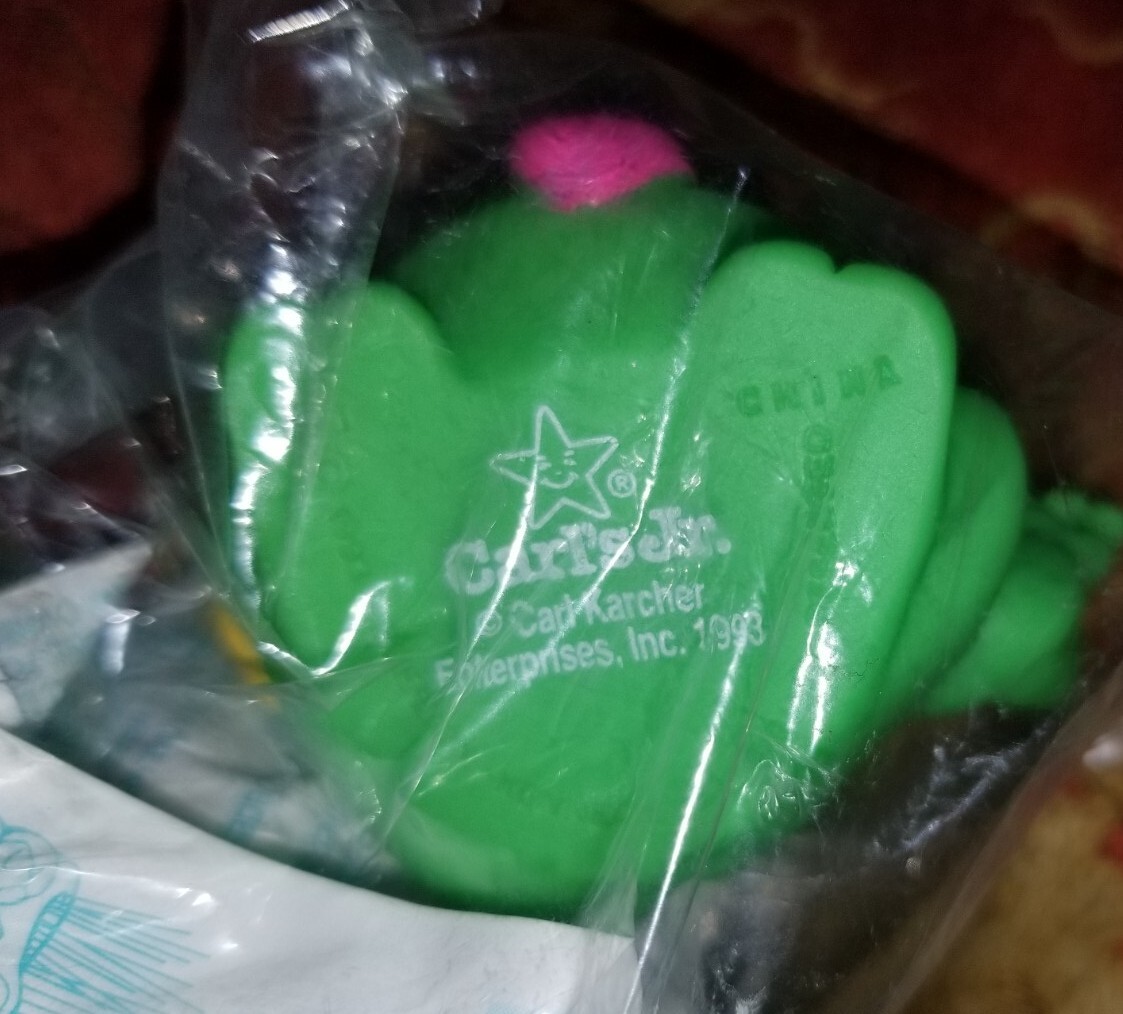 CHINA
®
Carl's Jr.
© Carl Karcher
Enterprises, Inc. 1993